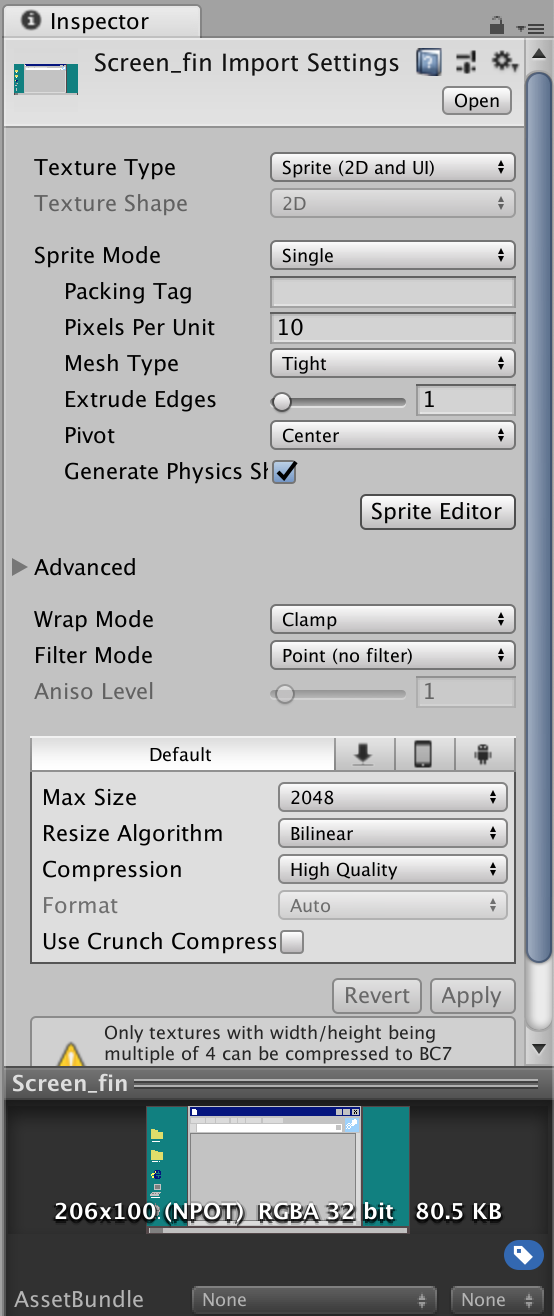 Inspector
Screen_fin Import Settings
Open
Texture Type Sprite (2D and UI)
Texture Shape 2D
Sprite Mode Single
Packing Tag
Pixels Per Unit 10
Mesh Type Tight
Extrude Edges 1
Pivot Center
Generate Physics Sh
Sprite Editor
Advanced
Wrap Mode Clamp
Filter Mode Point (no filter)
Aniso Level 1
Default
Max Size 2048
Resize Algorithm Bilinear
Compression High Quality
Format Auto
Use Crunch Compress
Revert Apply
Only textures with width/height being
multiple of 4 can be compressed to BC7
Screen_fin
206x100 (NPOT) RGBA 32 bit 80.5 KB
AssetBundle None None